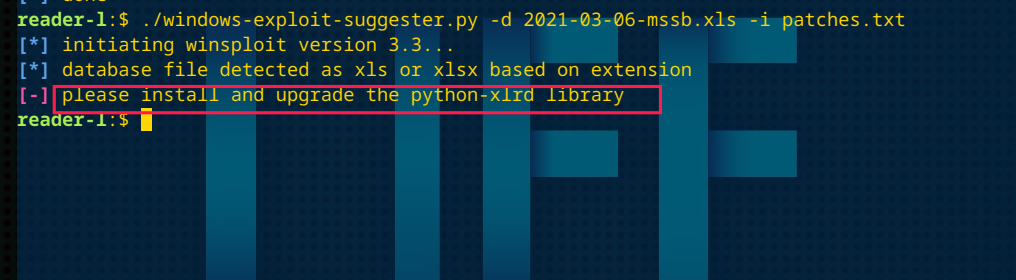 [*] done
reader-l:$ ./windows-exploit-suggester.py -d 2021-03-06-mssb.xls -i patches.txt
[*] initiating winsploit version 3.3...
[*] database file detected as xls or xlsx based on extension
[-] please install and upgrade the python-xlrd library
reader-l:$